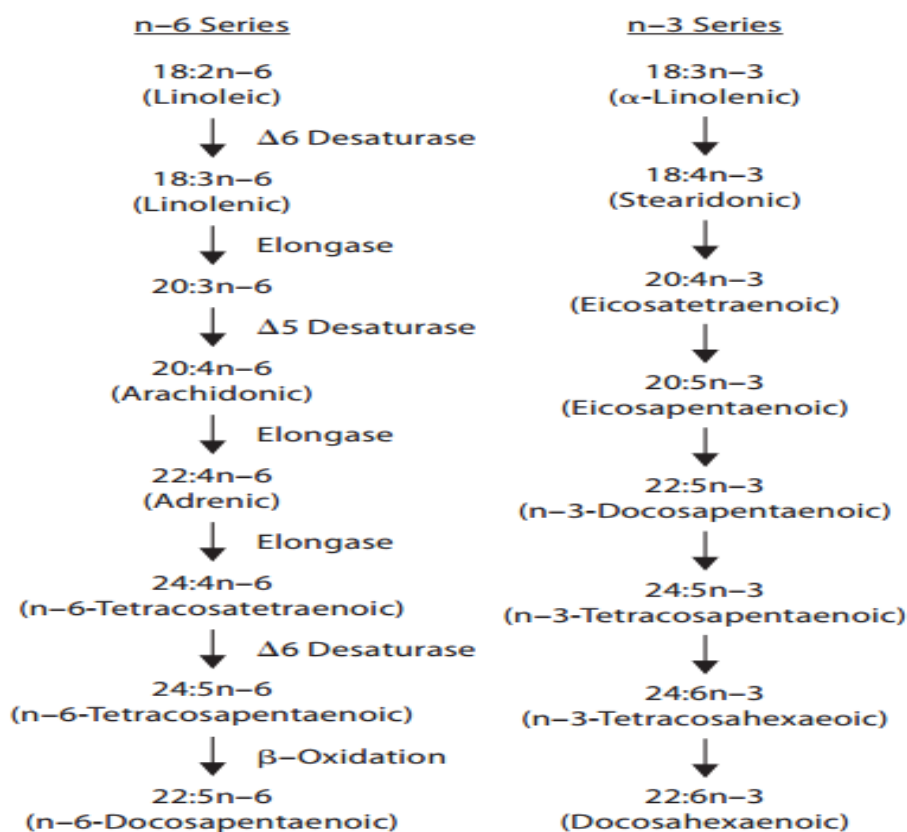 n−6 Series
18:2n−6
(Linoleic)
Δ6 Desaturase
18:3n−6
(Linolenic)
Elongase
20:3n−6
Δ5 Desaturase
20:4n−6
(Arachidonic)
Elongase
22:4n−6
(Adrenic)
Elongase
24:4n−6
(n−6-Tetracosatetraenoic)
Δ6 Desaturase
24:5n−6
(n−6-Tetracosapentaenoic)
β−Oxidation
22:5n−6
(n−6-Docosapentaenoic)
n−3 Series
18:3n−3
(α-Linolenic)
18:4n−3
(Stearidonic)
20:4n−3
(Eicosatetraenoic)
20:5n−3
(Eicosapentaenoic)
22:5n−3
(n−3-Docosapentaenoic)
24:5n−3
(n−3-Tetracosapentaenoic)
24:6n−3
(n−3-Tetracosahexaeoic)
22:6n−3
(Docosahexaenoic)